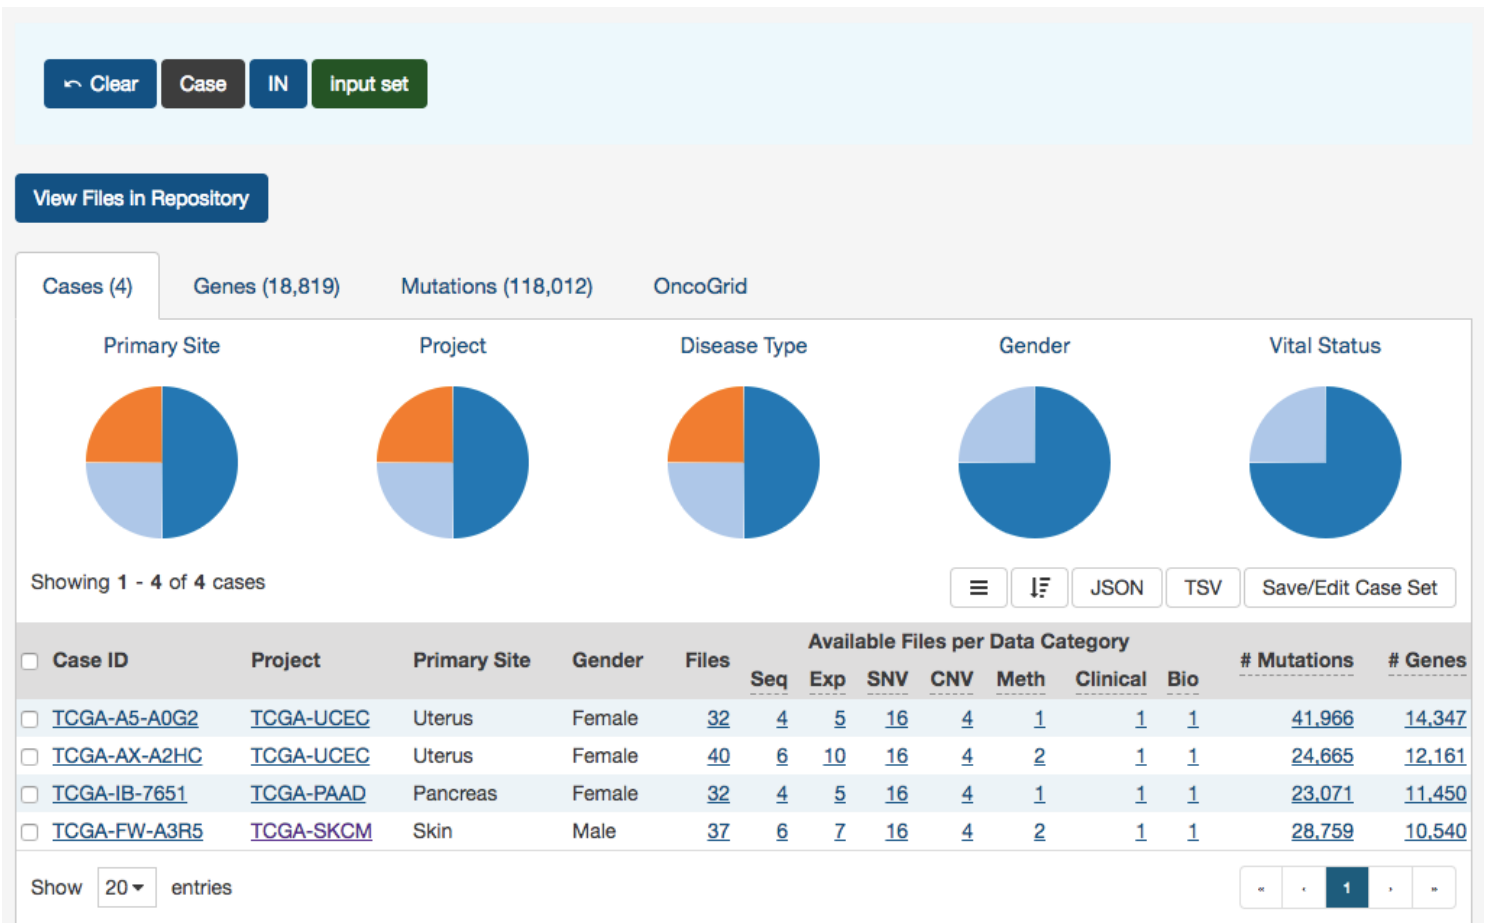 Clear Case IN input set
View Files in Repository
Cases (4) Genes (18,819) Mutations (118,012) OncoGrid
Primary Site Project Disease Type Gender Vital Status
Showing 1 - 4 of 4 cases JSON TSV Save/Edit Case Set
Available Files per Data Category
Case ID Project Primary Site Gender Files # Mutations # Genes
Seq Exp SNV CNV Meth Clinical Bio
TCGA-A5-A0G2 TCGA-UCEC Uterus Female 32 4 5 16 4 1 1 1 41,966 14,347
TCGA-AX-A2HC TCGA-UCEC Uterus Female 40 6 10 16 4 2 1 1 24,665 12,161
TCGA-IB-7651 TCGA-PAAD Pancreas Female 32 4 5 16 4 1 1 1 23,071 11,450
TCGA-FW-A3R5 TCGA-SKCM Skin Male 37 6 7 16 4 2 1 1 28,759 10,540
Show 20 entries « ‹ 1 › »